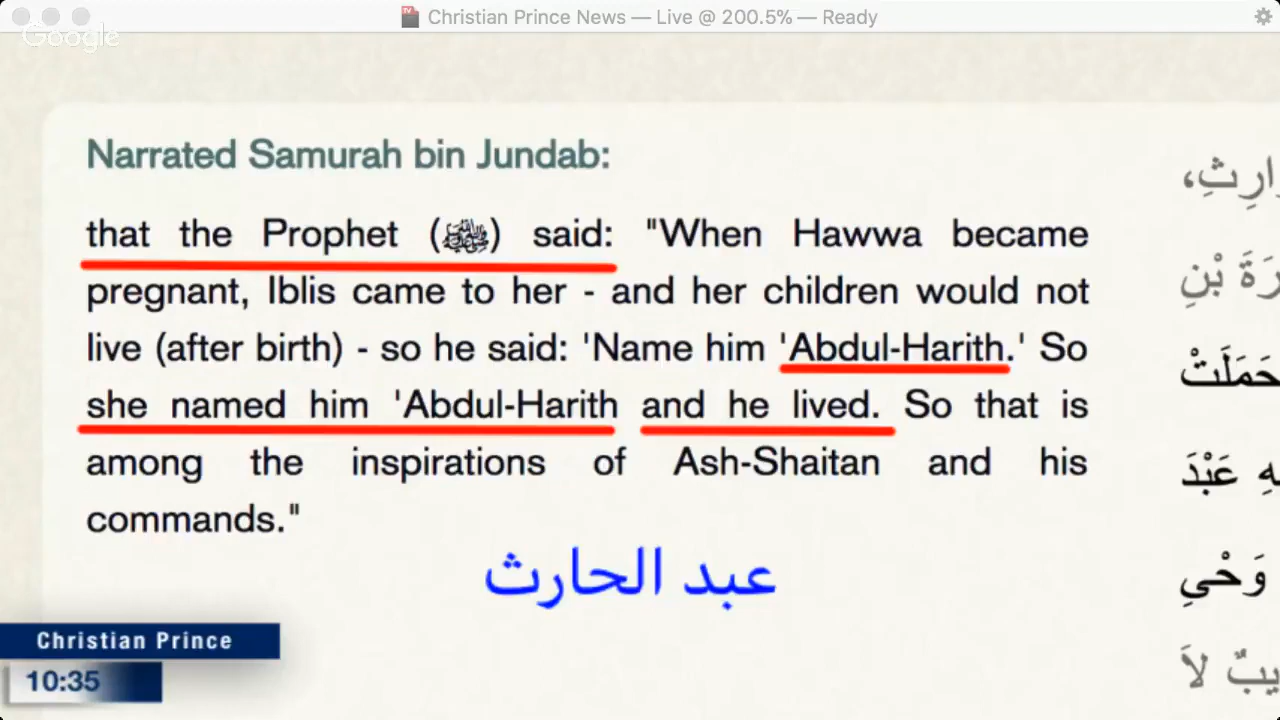 Christian Prince News — Live @ 200.5% — Ready
Google
Narrated Samurah bin Jundab:
that the Prophet (ﷺ) said: "When Hawwa became
pregnant, Iblis came to her - and her children would not
live (after birth) - so he said: 'Name him 'Abdul-Harith.' So
she named him 'Abdul-Harith and he lived. So that is
among the inspirations of Ash-Shaitan and his
commands."
عبد الحارث
حَمَلَتْ
عَبْدَ
وَحْىِ
Christian Prince
10:35